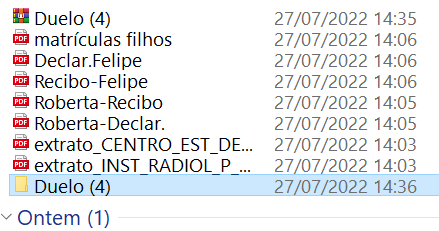 Duelo (4) 27/07/2022 14:35
matrículas filhos 27/07/2022 14:06
Declar.Felipe 27/07/2022 14:06
Recibo-Felipe 27/07/2022 14:06
Roberta-Recibo 27/07/2022 14:05
Roberta-Declar. 27/07/2022 14:05
extrato_CENTRO_EST_DE... 27/07/2022 14:03
extrato_INST_RADIOL_P_... 27/07/2022 14:03
Duelo (4) 27/07/2022 14:36
Ontem (1)